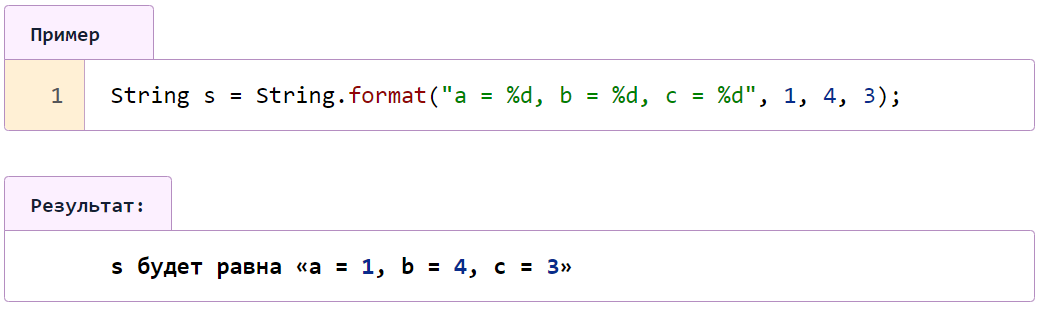 Пример
1 String s = String.format("a = %d, b = %d, c = %d", 1, 4, 3);
Результат:
s будет равна «a = 1, b = 4, c = 3»